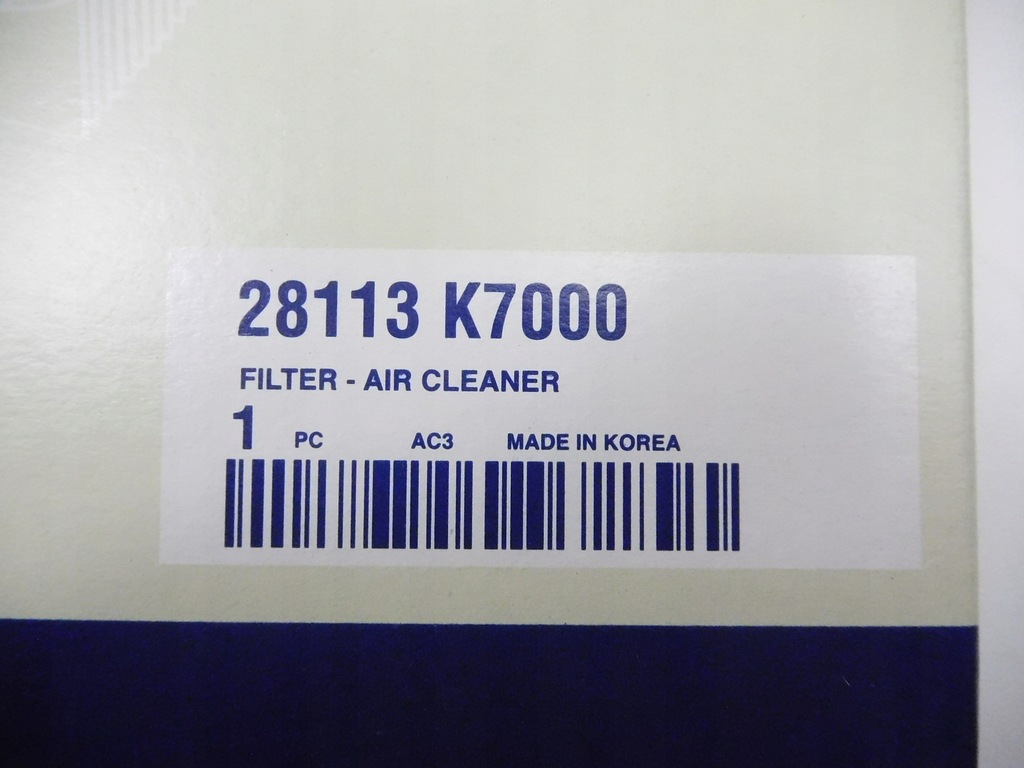 28113 K7000
FILTER - AIR CLEANER
1 PC AC3 MADE IN KOREA